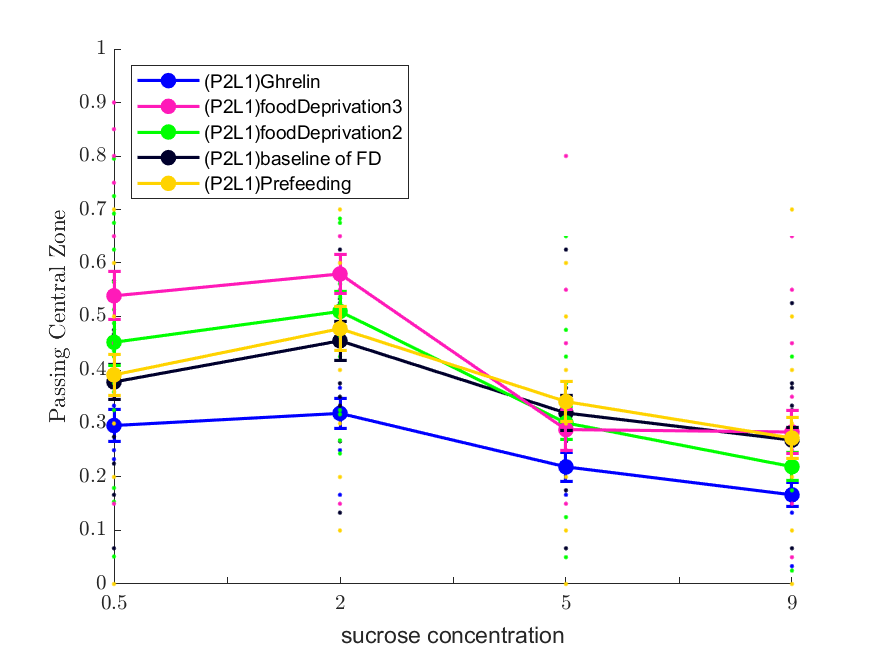 1
0.9
0.8
0.7
0.6
0.5
0.4
0.3
0.2
0.1
0
Passing Central Zone
(P2L1)Ghrelin
(P2L1)foodDeprivation3
(P2L1)foodDeprivation2
(P2L1)baseline of FD
(P2L1)Prefeeding
0.5 2 5 9
sucrose concentration